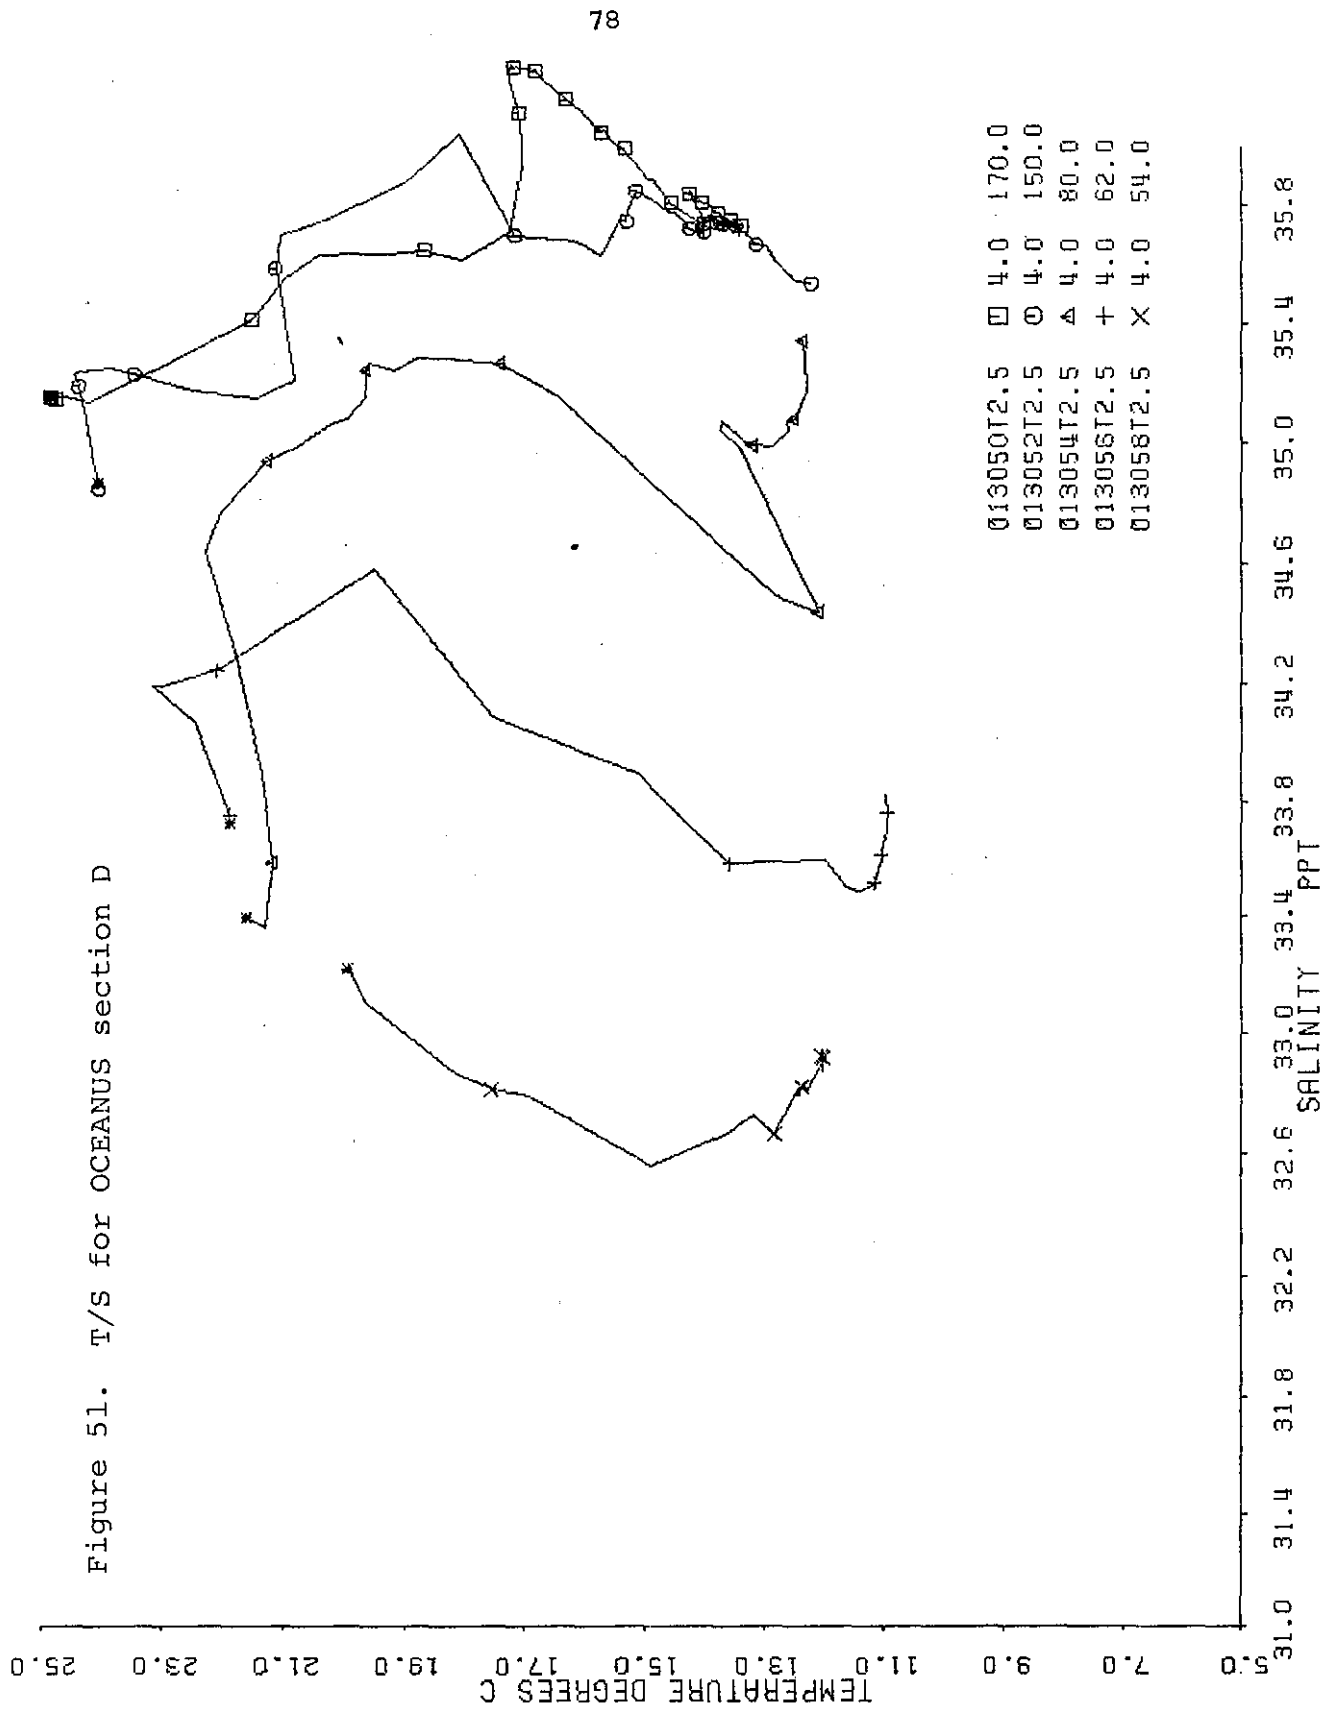 78
Figure 51. T/S for OCEANUS section D
25.0
23.0
21.0
19.0
17.0
15.0
13.0
11.0
9.0
7.0
5.0
TEMPERATURE DEGREES C
31.0 31.4 31.8 32.2 32.6 33.0 33.4 33.8 34.2 34.6 35.0 35.4 35.8
SALINITY PPT
013050T2.5 4.0 170.0
013052T2.5 4.0 150.0
013054T2.5 4.0 80.0
013056T2.5 + 4.0 62.0
013058T2.5 × 4.0 54.0